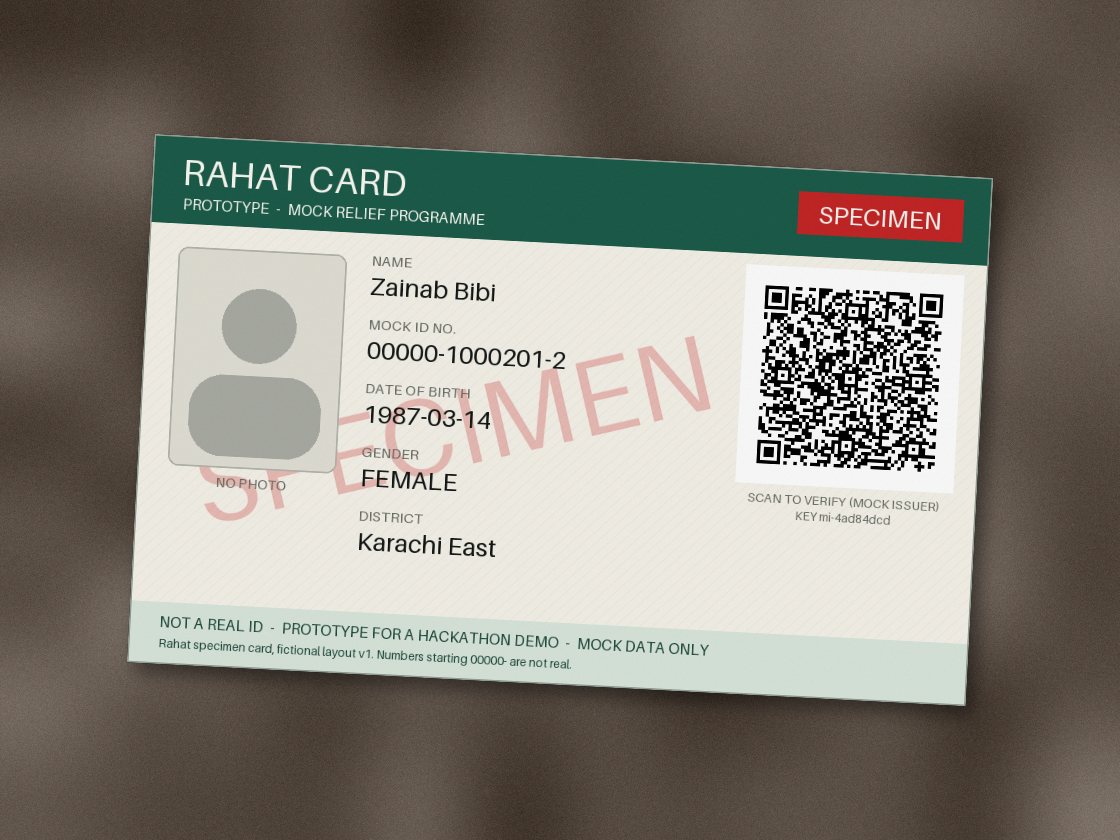 RAHAT CARD
PROTOTYPE - MOCK RELIEF PROGRAMME
SPECIMEN
NAME
Zainab Bibi
MOCK ID NO.
00000-1000201-2
DATE OF BIRTH
1987-03-14
GENDER
FEMALE
DISTRICT
Karachi East
NO PHOTO
SPECIMEN
SCAN TO VERIFY (MOCK ISSUER)
KEY mi-4ad84dcd
NOT A REAL ID - PROTOTYPE FOR A HACKATHON DEMO - MOCK DATA ONLY
Rahat specimen card, fictional layout v1. Numbers starting 00000- are not real.